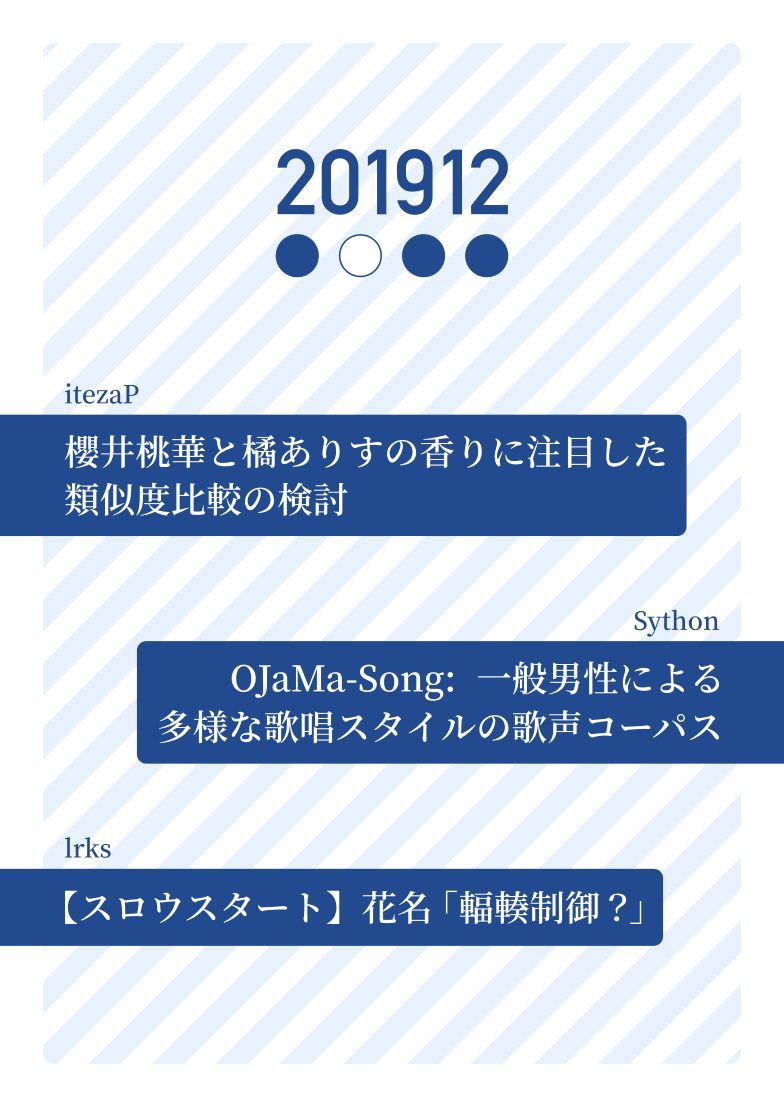 201912
itezaP
櫻井桃華と橘ありすの香りに注目した
類似度比較の検討
Sython
OJaMa-Song: 一般男性による
多様な歌唱スタイルの歌声コーパス
lrks
【スロウスタート】花名「輻輳制御？」